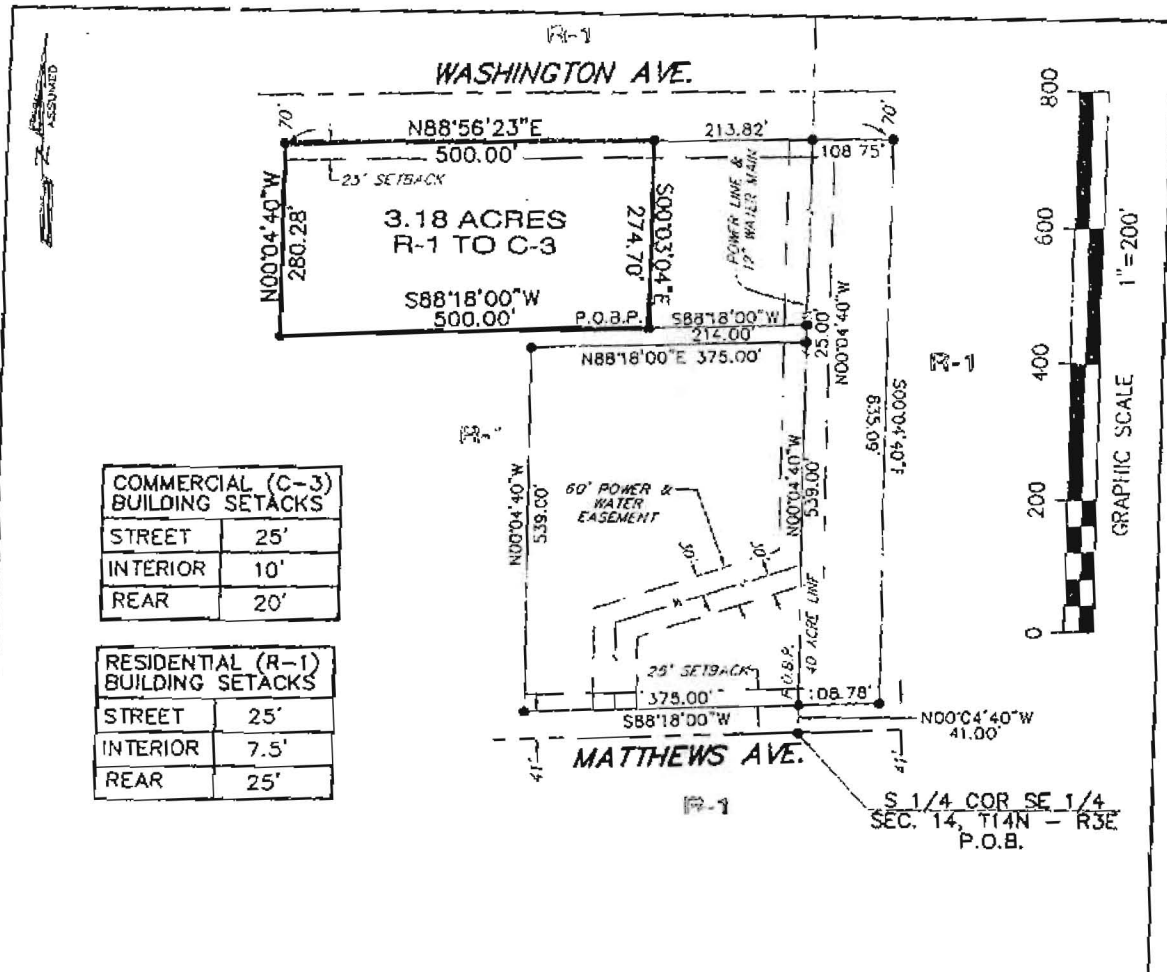 R-1
WASHINGTON AVE.
ASSUMED
70'
N88°56'23"E
500.00'
25' SETBACK
213.82'
108.75'
70'
N00°04'40"W
280.28'
3.18 ACRES
R-1 TO C-3
S00°03'04"E
274.70'
S88°18'00"W
500.00'
P.O.B.P.
POWER LINE &
12" WATER MAIN
S88°18'00"W
214.00'
25.00'
N00°04'40"W
N88°18'00"E 375.00'
R-1
S00°04'40"E
835.09'
800
600
400
200
0
1"=200'
GRAPHIC SCALE
COMMERCIAL (C-3)
BUILDING SETACKS
STREET 25'
INTERIOR 10'
REAR 20'
RESIDENTIAL (R-1)
BUILDING SETACKS
STREET 25'
INTERIOR 7.5'
REAR 25'
N00°04'40"W
539.00'
60' POWER &
WATER
EASEMENT
30'
30'
W
N00°04'40"W
539.00'
40 ACRE LINE
P.O.B.P.
25' SETBACK
375.00'
S88°18'00"W
108.78'
N00°04'40"W
41.00'
41'
MATTHEWS AVE.
41'
R-1
S 1/4 COR SE 1/4
SEC. 14, T14N - R3E
P.O.B.